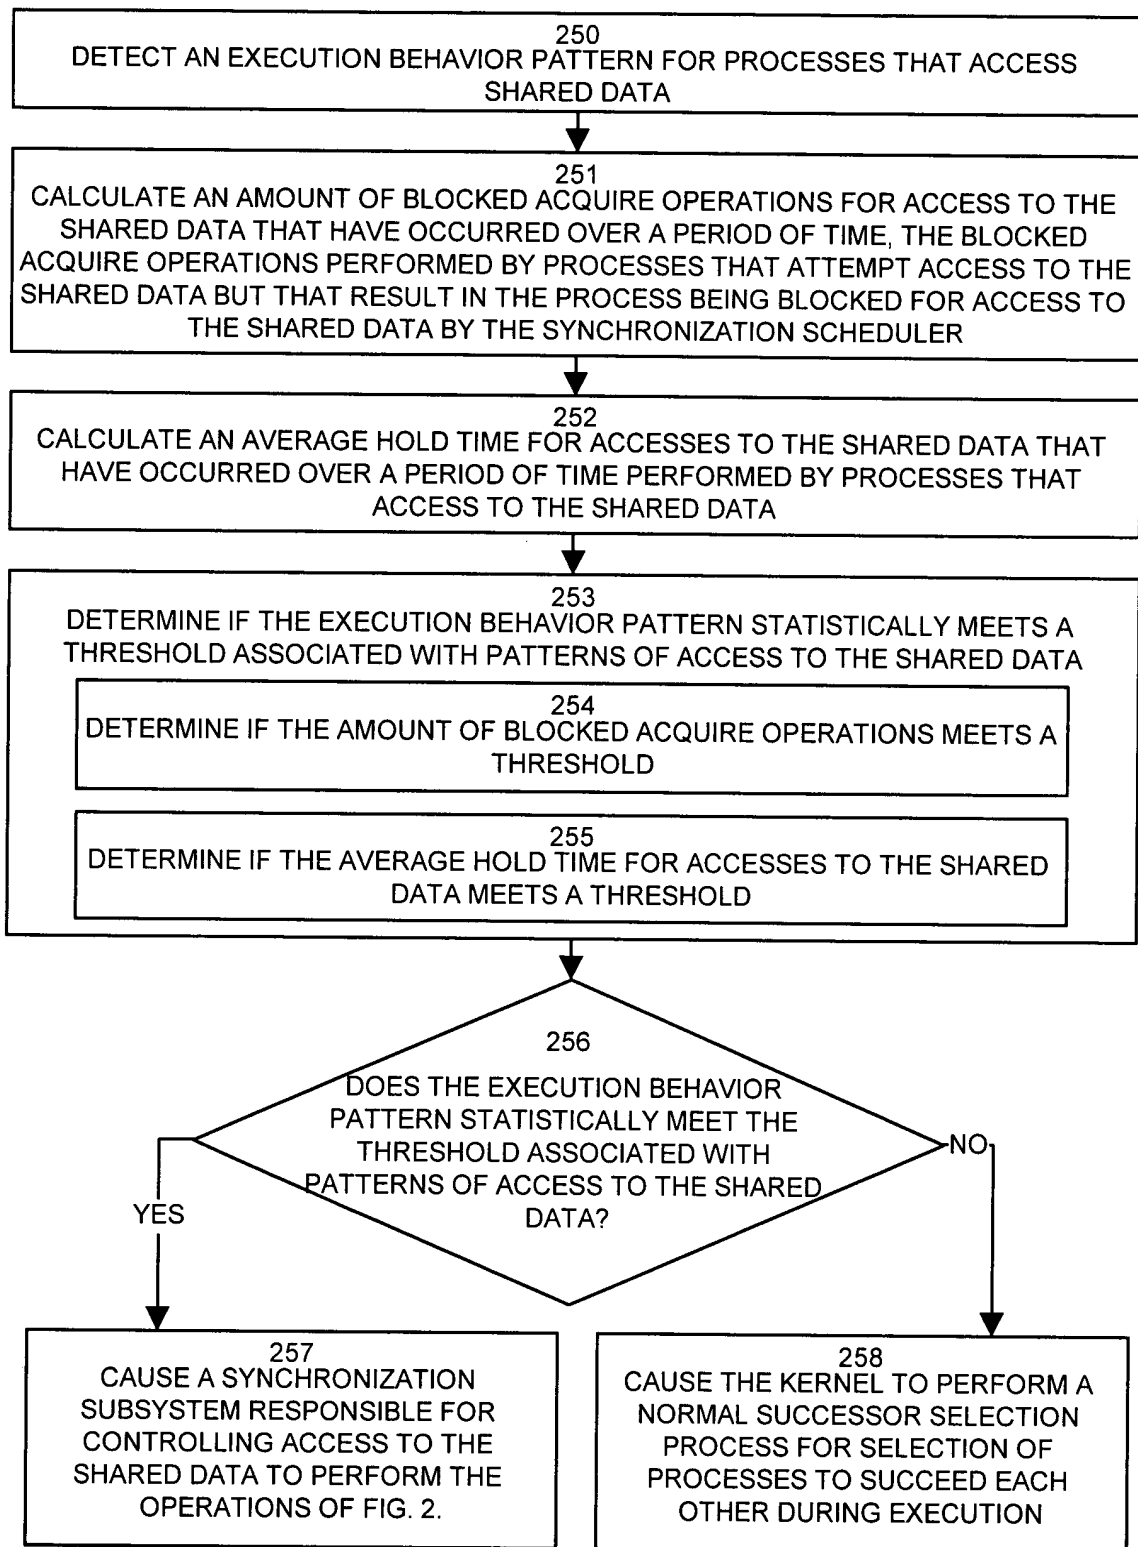 250
DETECT AN EXECUTION BEHAVIOR PATTERN FOR PROCESSES THAT ACCESS
SHARED DATA
251
CALCULATE AN AMOUNT OF BLOCKED ACQUIRE OPERATIONS FOR ACCESS TO THE
SHARED DATA THAT HAVE OCCURRED OVER A PERIOD OF TIME, THE BLOCKED
ACQUIRE OPERATIONS PERFORMED BY PROCESSES THAT ATTEMPT ACCESS TO THE
SHARED DATA BUT THAT RESULT IN THE PROCESS BEING BLOCKED FOR ACCESS TO
THE SHARED DATA BY THE SYNCHRONIZATION SCHEDULER
252
CALCULATE AN AVERAGE HOLD TIME FOR ACCESSES TO THE SHARED DATA THAT
HAVE OCCURRED OVER A PERIOD OF TIME PERFORMED BY PROCESSES THAT
ACCESS TO THE SHARED DATA
253
DETERMINE IF THE EXECUTION BEHAVIOR PATTERN STATISTICALLY MEETS A
THRESHOLD ASSOCIATED WITH PATTERNS OF ACCESS TO THE SHARED DATA
254
DETERMINE IF THE AMOUNT OF BLOCKED ACQUIRE OPERATIONS MEETS A
THRESHOLD
255
DETERMINE IF THE AVERAGE HOLD TIME FOR ACCESSES TO THE SHARED
DATA MEETS A THRESHOLD
256
DOES THE EXECUTION BEHAVIOR
PATTERN STATISTICALLY MEET THE
THRESHOLD ASSOCIATED WITH
PATTERNS OF ACCESS TO THE SHARED
DATA?
YES
NO
257
CAUSE A SYNCHRONIZATION
SUBSYSTEM RESPONSIBLE FOR
CONTROLLING ACCESS TO THE
SHARED DATA TO PERFORM THE
OPERATIONS OF FIG. 2.
258
CAUSE THE KERNEL TO PERFORM A
NORMAL SUCCESSOR SELECTION
PROCESS FOR SELECTION OF
PROCESSES TO SUCCEED EACH
OTHER DURING EXECUTION